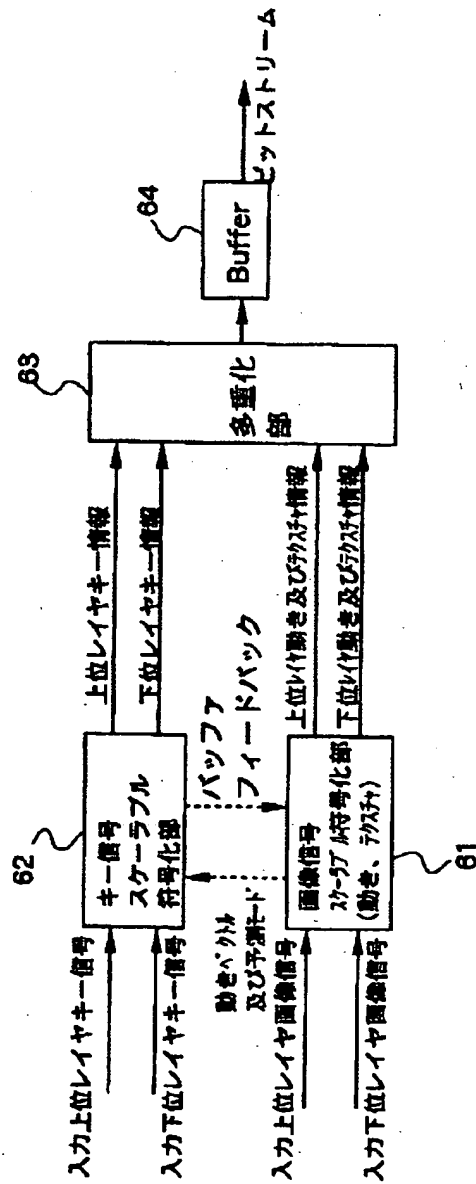 入力上位レイヤキー信号
入力下位レイヤキー信号
62
キー信号
スケーラブル
符号化部
上位レイヤキー情報
下位レイヤキー情報
動きベクトル
及び予測モード
バッファ
フィードバック
入力上位レイヤ画像信号
入力下位レイヤ画像信号
画像信号
スケーラブル符号化部
(動き、テクスチャ)
61
上位レイヤ動き及びテクスチャ情報
下位レイヤ動き及びテクスチャ情報
63
多重化
部
64
Buffer
ビットストリーム